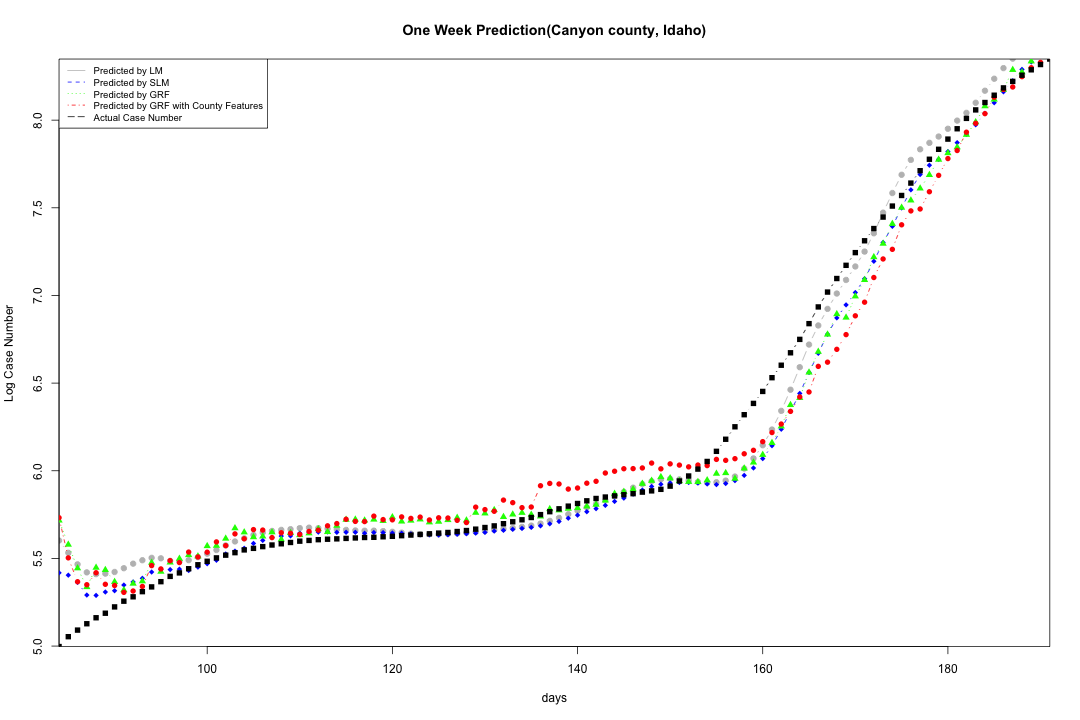 One Week Prediction(Canyon county, Idaho)
Predicted by LM
Predicted by SLM
Predicted by GRF
Predicted by GRF with County Features
Actual Case Number
Log Case Number
8.0
7.5
7.0
6.5
6.0
5.5
5.0
100 120 140 160 180
days